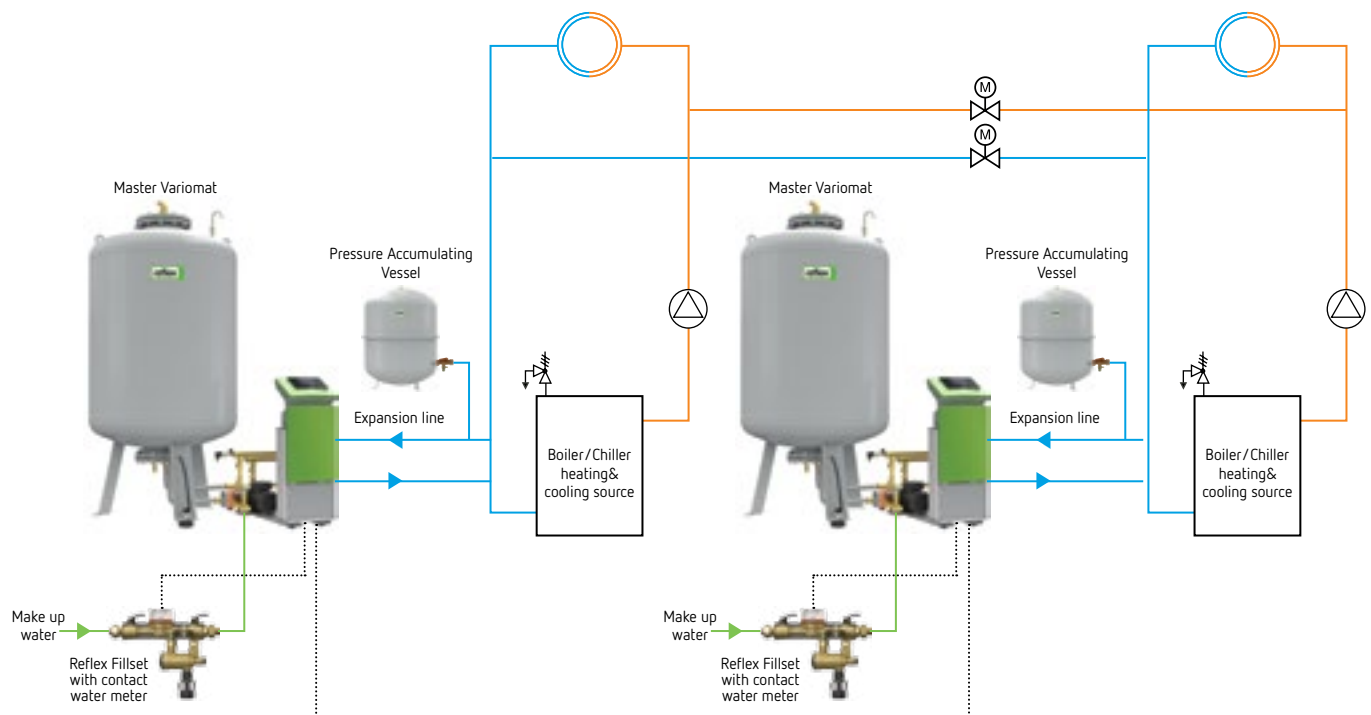 M
M
Master Variomat
Master Variomat
Pressure Accumulating
Vessel
Pressure Accumulating
Vessel
Expansion line
Expansion line
Boiler/Chiller
heating&
cooling source
Boiler/Chiller
heating&
cooling source
Make up
water
Make up
water
Reflex Fillset
with contact
water meter
Reflex Fillset
with contact
water meter